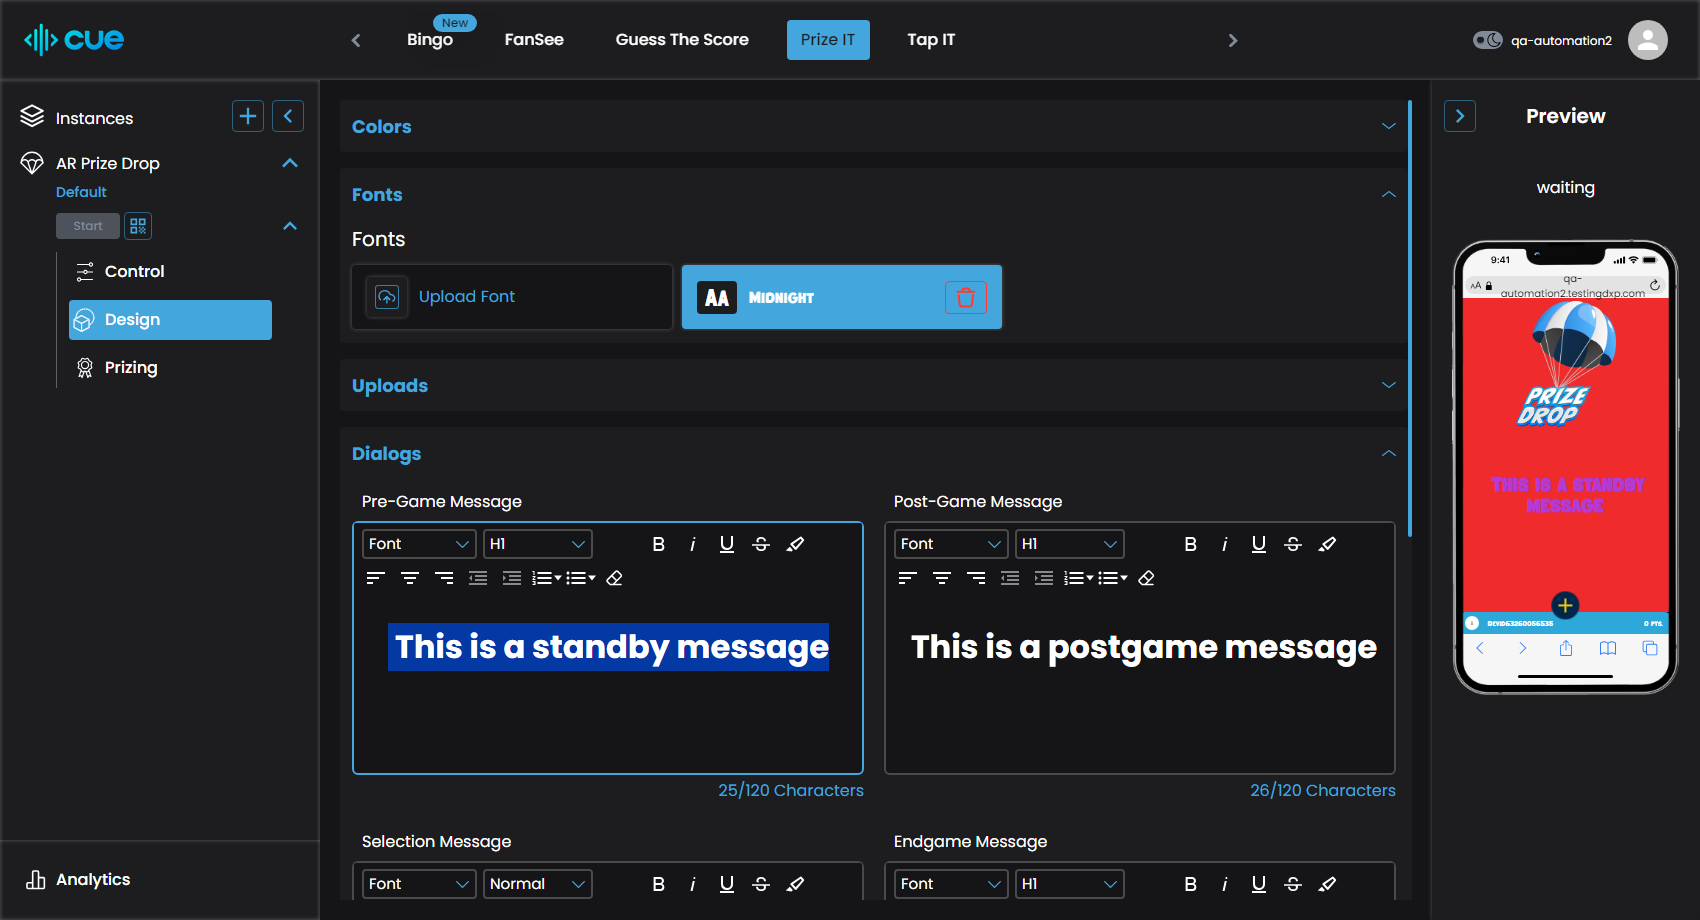 cue
Bingo
New
FanSee
Guess The Score
Prize IT
Tap IT
qa-automation2
Instances
AR Prize Drop
Default
Start
Control
Design
Prizing
Analytics
Colors
Fonts
Fonts
Upload Font
AA
Midnight
Uploads
Dialogs
Pre-Game Message
Font
H1
B i U S
This is a standby message
25/120 Characters
Post-Game Message
Font
H1
B i U S
This is a postgame message
26/120 Characters
Selection Message
Font
Normal
B i U S
Endgame Message
Font
H1
B i U S
Preview
waiting
9:41
AA
qa-
automation2.testingdxp.com
PRIZE
DROP
This is a standby
message
0 PTS.